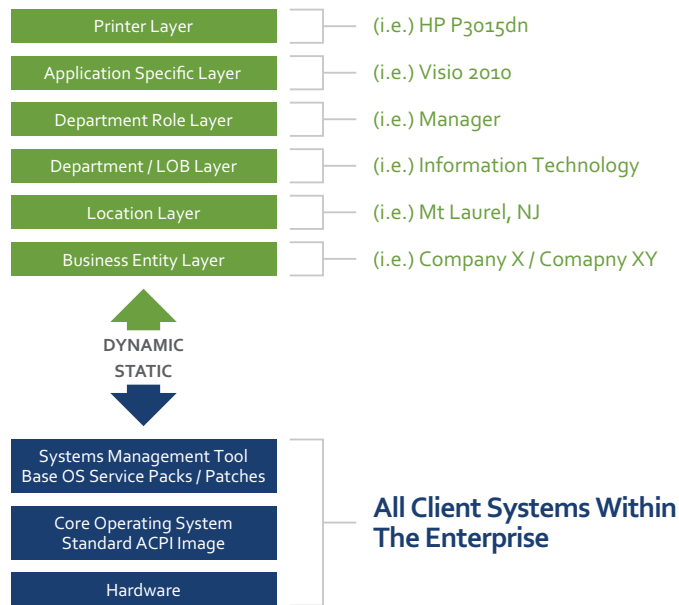 Printer Layer
(i.e.) HP P3015dn
Application Specific Layer
(i.e.) Visio 2010
Department Role Layer
(i.e.) Manager
Department / LOB Layer
(i.e.) Information Technology
Location Layer
(i.e.) Mt Laurel, NJ
Business Entity Layer
(i.e.) Company X / Comapny XY
DYNAMIC
STATIC
Systems Management Tool
Base OS Service Packs / Patches
Core Operating System
Standard ACPI Image
Hardware
All Client Systems Within
The Enterprise